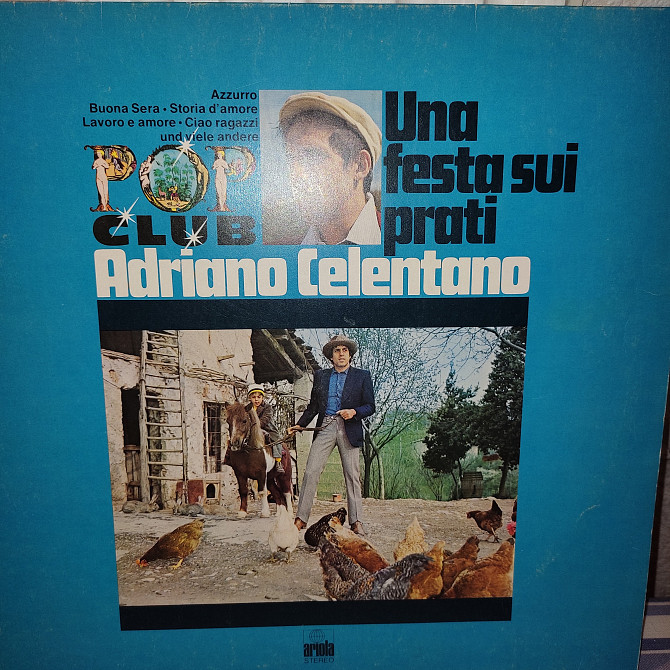 Azzurro
Buona Sera • Storia d'amore
Lavoro e amore • Ciao ragazzi
und viele andere
POP
CLUB
Una
festa sui
prati
Adriano Celentano
ariola
STEREO